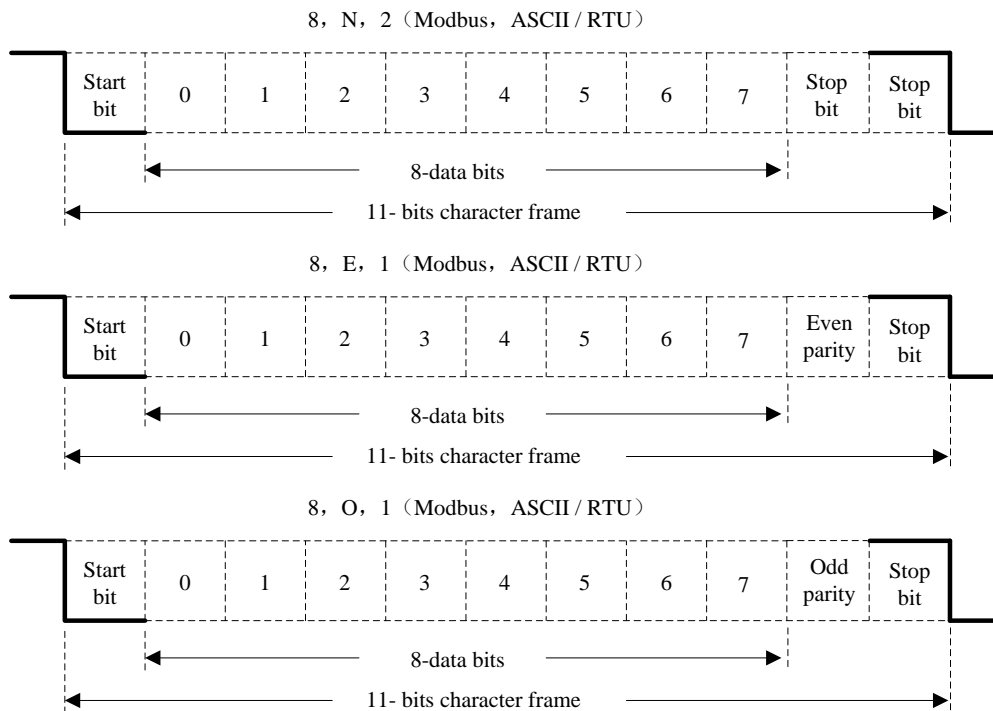 8，N，2（Modbus，ASCII / RTU）
Start bit 0 1 2 3 4 5 6 7 Stop bit Stop bit
8-data bits
11- bits character frame
8，E，1（Modbus，ASCII / RTU）
Start bit 0 1 2 3 4 5 6 7 Even parity Stop bit
8-data bits
11- bits character frame
8，O，1（Modbus，ASCII / RTU）
Start bit 0 1 2 3 4 5 6 7 Odd parity Stop bit
8-data bits
11- bits character frame